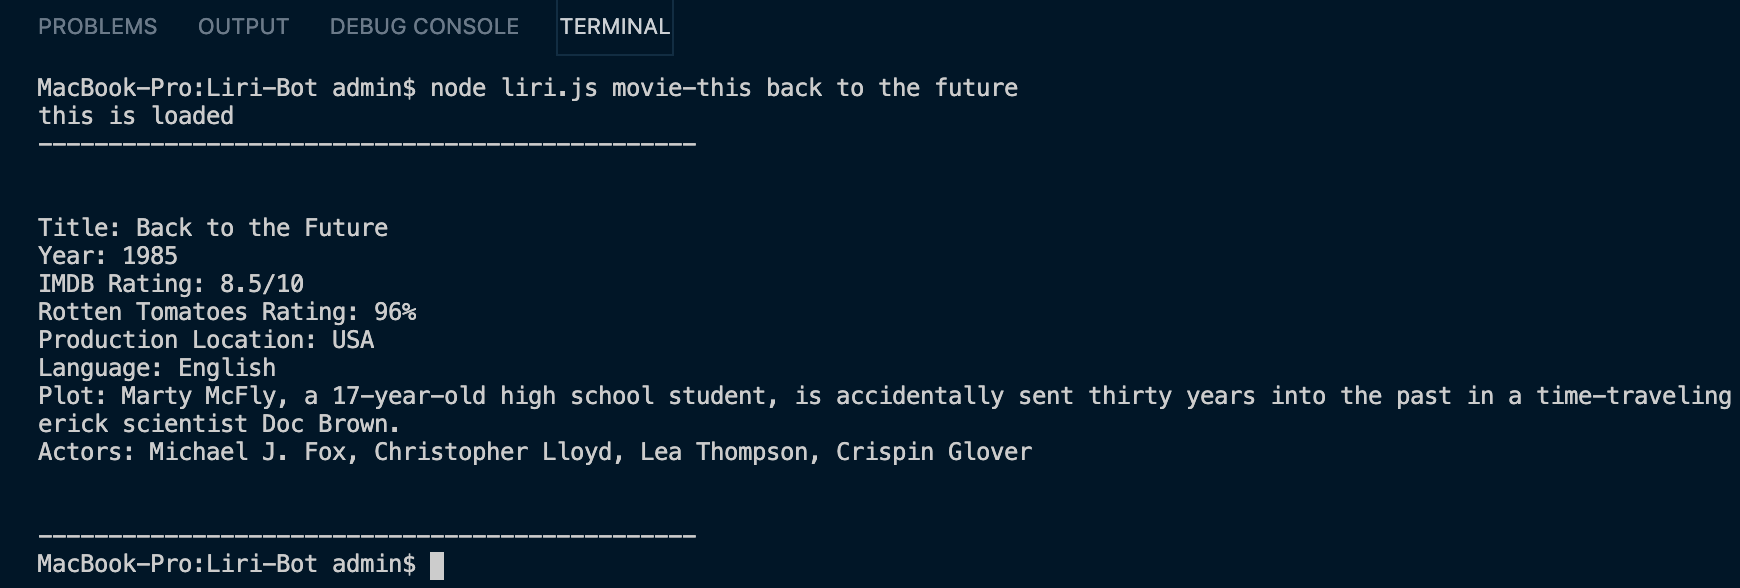 PROBLEMS OUTPUT DEBUG CONSOLE TERMINAL
MacBook-Pro:Liri-Bot admin$ node liri.js movie-this back to the future
this is loaded
-----------------------------------------------
Title: Back to the Future
Year: 1985
IMDB Rating: 8.5/10
Rotten Tomatoes Rating: 96%
Production Location: USA
Language: English
Plot: Marty McFly, a 17-year-old high school student, is accidentally sent thirty years into the past in a time-traveling
erick scientist Doc Brown.
Actors: Michael J. Fox, Christopher Lloyd, Lea Thompson, Crispin Glover
-----------------------------------------------
MacBook-Pro:Liri-Bot admin$